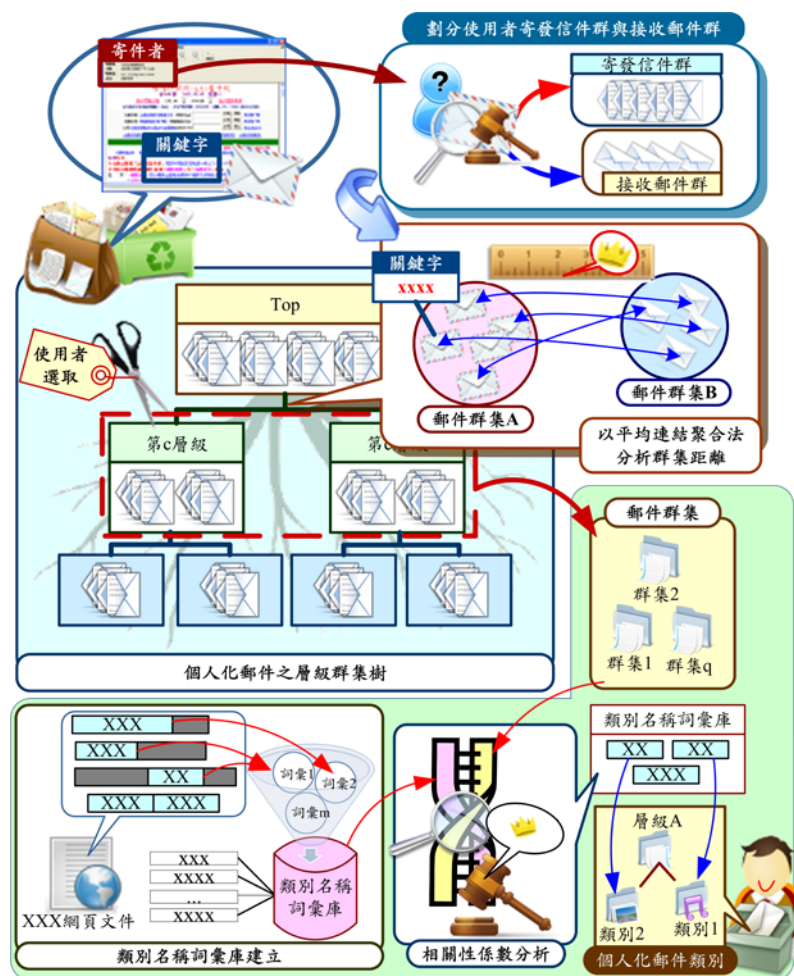 寄件者
關鍵字
劃分使用者寄發信件群與接收郵件群
?
寄發信件群
接收郵件群
關鍵字
xxxx
0 1 2 5
郵件群集A
郵件群集B
以平均連結聚合法
分析群集距離
使用者
選取
Top
第c層級
個人化郵件之層級群集樹
郵件群集
群集2
群集1
群集q
XXX
XXX
XX
XXX XXX
詞彙1
詞彙2
詞彙m
XXX網頁文件
xxx
xxxx
...
xxxx
類別名稱
詞彙庫
類別名稱詞彙庫建立
相關性係數分析
類別名稱詞彙庫
XX XX
XXX
層級A
類別2
類別1
個人化郵件類別